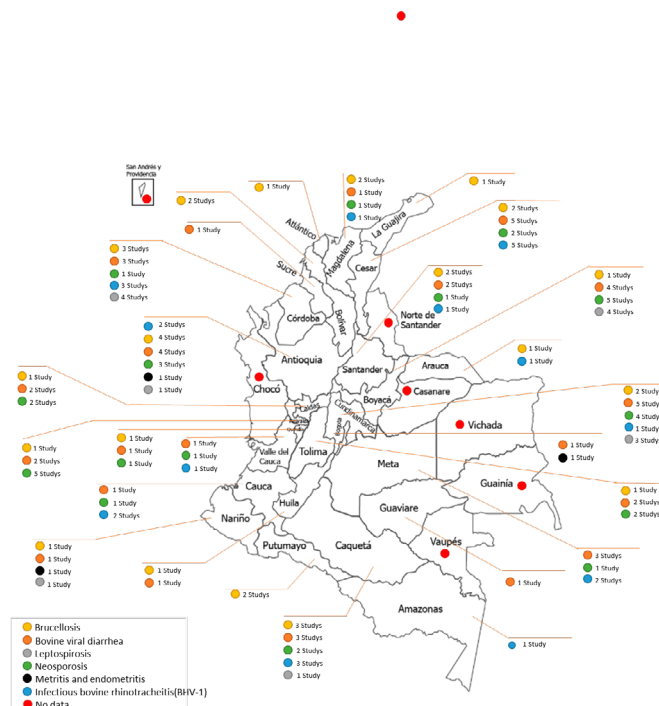 San Andrés y
Providencia
1 Study
2 Studys
1 Study
1 Study
1 Study
1 Study
2 Studys
2 Studys
5 Studys
2 Studys
5 Studys
1 Study
Atlántico
Magdalena
La Guajira
Cesar
Sucre
3 Studys
3 Studys
1 Study
3 Studys
4 Studys
2 Studys
2 Studys
1 Study
1 Study
1 Study
4 Studys
5 Studys
4 Studys
Córdoba
Bolívar
Norte de
Santander
2 Studys
4 Studys
4 Studys
3 Studys
1 Study
1 Study
Antioquia
Santander
Arauca
1 Study
1 Study
1 Study
2 Studys
2 Studys
Chocó
Boyacá
Casanare
Caldas
Cundinamarca
2 Studys
5 Studys
4 Studys
1 Study
3 Studys
Vichada
1 Study
2 Studys
5 Studys
1 Study
1 Study
1 Study
1 Study
1 Study
1 Study
Valle del
Cauca
Tolima
Meta
1 Study
1 Study
Guainía
1 Study
1 Study
2 Studys
Cauca
Huila
Guaviare
1 Study
2 Studys
2 Studys
Nariño
Putumayo
Caquetá
Vaupés
1 Study
1 Study
1 Study
1 Study
1 Study
1 Study
3 Studys
1 Study
2 Studys
1 Study
2 Studys
Amazonas
3 Studys
3 Studys
2 Studys
3 Studys
1 Study
1 Study
Brucellosis
Bovine viral diarrhea
Leptospirosis
Neosporosis
Metritis and endometritis
Infectious bovine rhinotracheitis(BHV-1)
No data